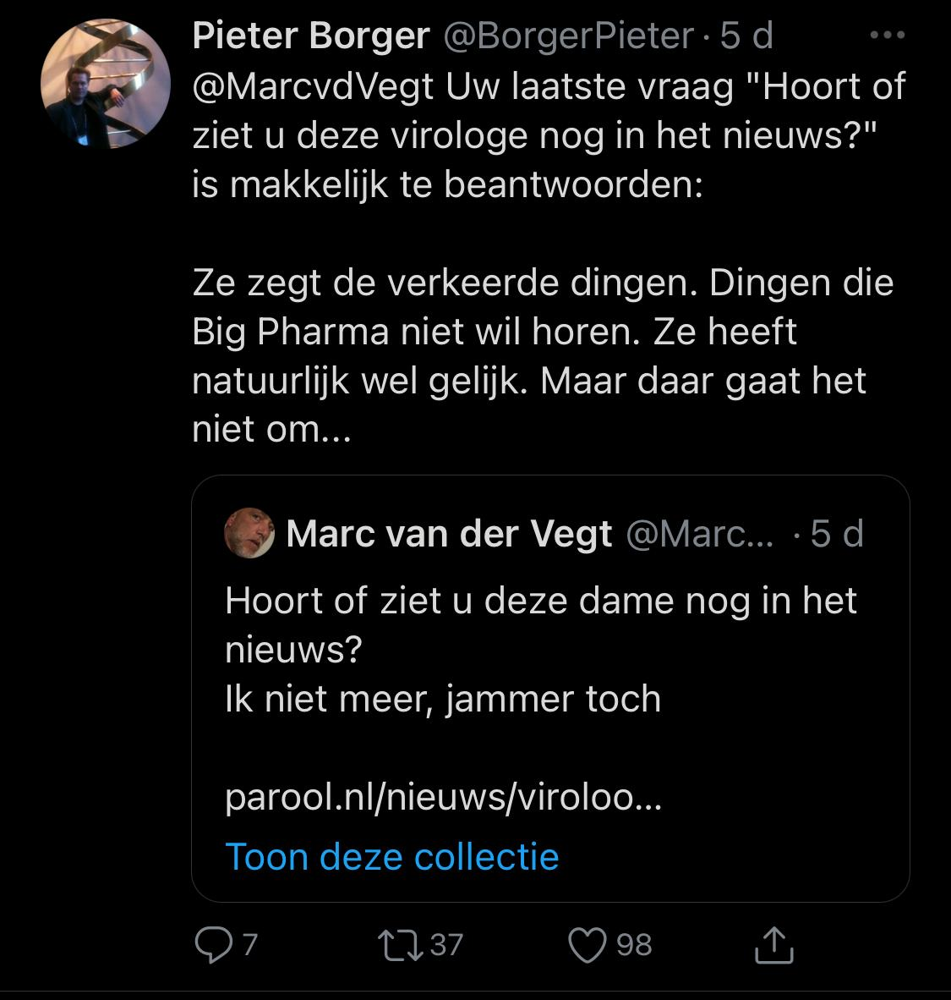 Pieter Borger @BorgerPieter · 5 d
@MarcvdVegt Uw laatste vraag "Hoort of
ziet u deze virologe nog in het nieuws?"
is makkelijk te beantwoorden:
Ze zegt de verkeerde dingen. Dingen die
Big Pharma niet wil horen. Ze heeft
natuurlijk wel gelijk. Maar daar gaat het
niet om...
Marc van der Vegt @Marc... · 5 d
Hoort of ziet u deze dame nog in het
nieuws?
Ik niet meer, jammer toch
parool.nl/nieuws/viroloo...
Toon deze collectie
7 37 98